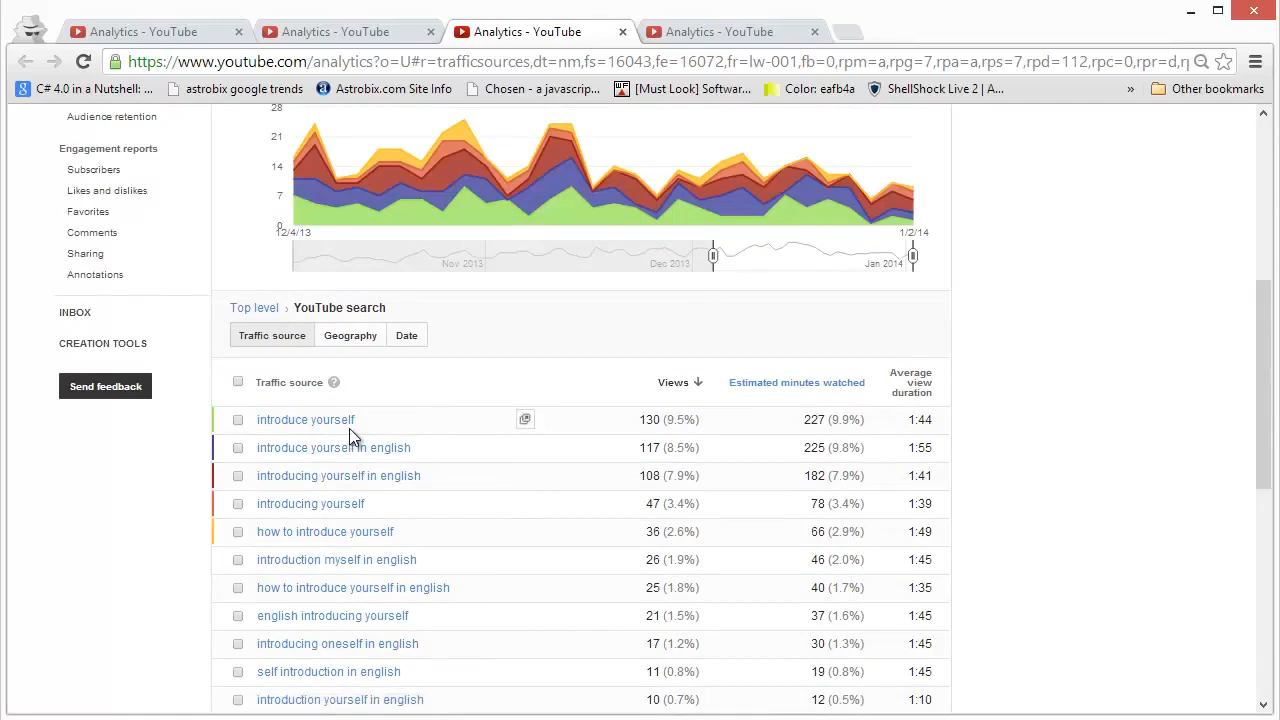 Analytics - YouTube × Analytics - YouTube × Analytics - YouTube × Analytics - YouTube ×
https://www.youtube.com/analytics?o=U#r=trafficsources,dt=nm,fs=16043,fe=16072,fr=lw-001,fb=0,rpm=a,rpg=7,rpa=a,rps=7,rpd=112,rpc=0,rpr=d,rp
C# 4.0 in a Nutshell: ... astrobix google trends Astrobix.com Site Info Chosen - a javascrip... [Must Look] Softwar... Color: eafb4a ShellShock Live 2 | A... » Other bookmarks
Audience retention
Engagement reports
Subscribers
Likes and dislikes
Favorites
Comments
Sharing
Annotations
INBOX
CREATION TOOLS
Send feedback
28
21
14
7
0
12/4/13 1/2/14
Nov 2013 Dec 2013 Jan 2014
Top level › YouTube search
Traffic source Geography Date
Traffic source ? Views Estimated minutes watched Average view duration
introduce yourself 130 (9.5%) 227 (9.9%) 1:44
introduce yourself in english 117 (8.5%) 225 (9.8%) 1:55
introducing yourself in english 108 (7.9%) 182 (7.9%) 1:41
introducing yourself 47 (3.4%) 78 (3.4%) 1:39
how to introduce yourself 36 (2.6%) 66 (2.9%) 1:49
introduction myself in english 26 (1.9%) 46 (2.0%) 1:45
how to introduce yourself in english 25 (1.8%) 40 (1.7%) 1:35
english introducing yourself 21 (1.5%) 37 (1.6%) 1:45
introducing oneself in english 17 (1.2%) 30 (1.3%) 1:45
self introduction in english 11 (0.8%) 19 (0.8%) 1:45
introduction yourself in english 10 (0.7%) 12 (0.5%) 1:10